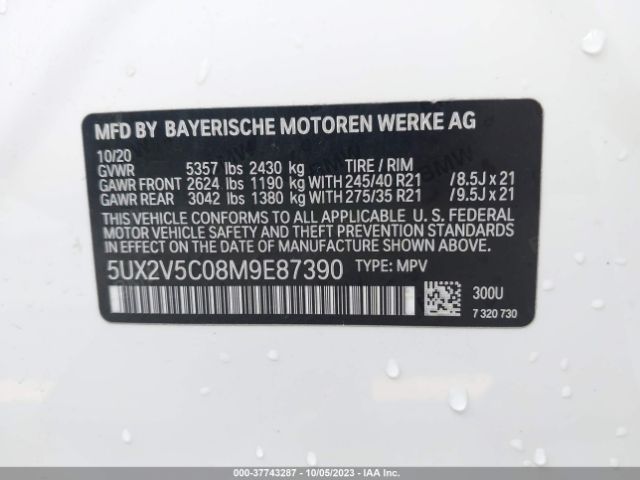 MFD BY BAYERISCHE MOTOREN WERKE AG
10/20
GVWR 5357 lbs 2430 kg TIRE / RIM
GAWR FRONT 2624 lbs 1190 kg WITH 245/40 R21 / 8.5J x 21
GAWR REAR 3042 lbs 1380 kg WITH 275/35 R21 / 9.5J x 21
THIS VEHICLE CONFORMS TO ALL APPLICABLE U. S. FEDERAL
MOTOR VEHICLE SAFETY AND THEFT PREVENTION STANDARDS
IN EFFECT ON THE DATE OF MANUFACTURE SHOWN ABOVE.
5UX2V5C08M9E87390 TYPE: MPV
300U
7 320 730
000-37743287 - 10/05/2023 - IAAI.COM